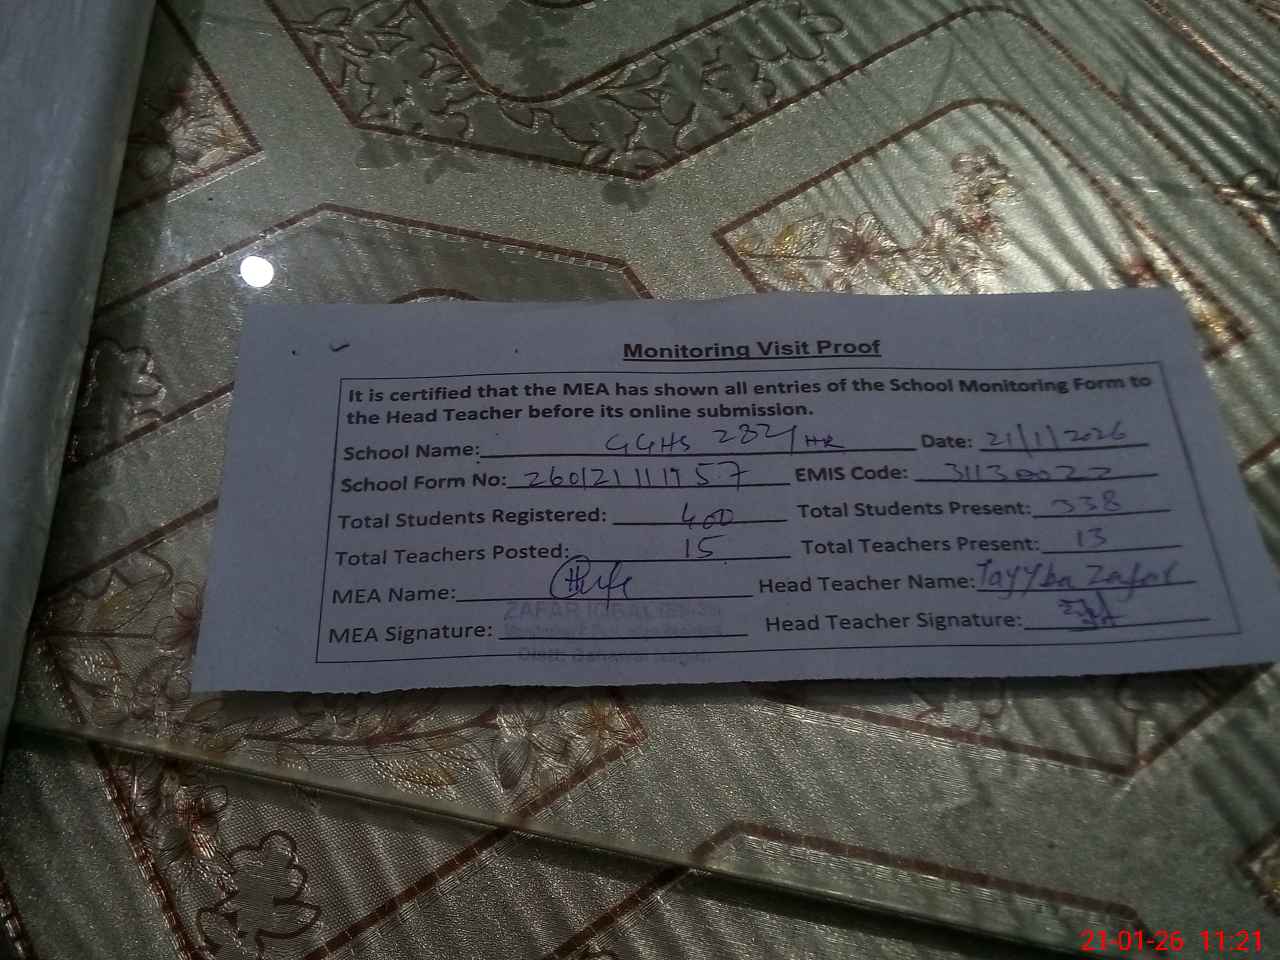 Monitoring Visit Proof
It is certified that the MEA has shown all entries of the School Monitoring Form to
the Head Teacher before its online submission.
School Name: GGHS 282/HR Date: 21/1/2026
School Form No: EMIS Code: 31130022
Total Students Registered: 400 Total Students Present: 338
Total Teachers Posted: 15 Total Teachers Present: 13
MEA Name: Head Teacher Name: Tayyba Zafar
ZAFAR IQBAL
MEA Signature: Head Teacher Signature:
21-01-26 11:21